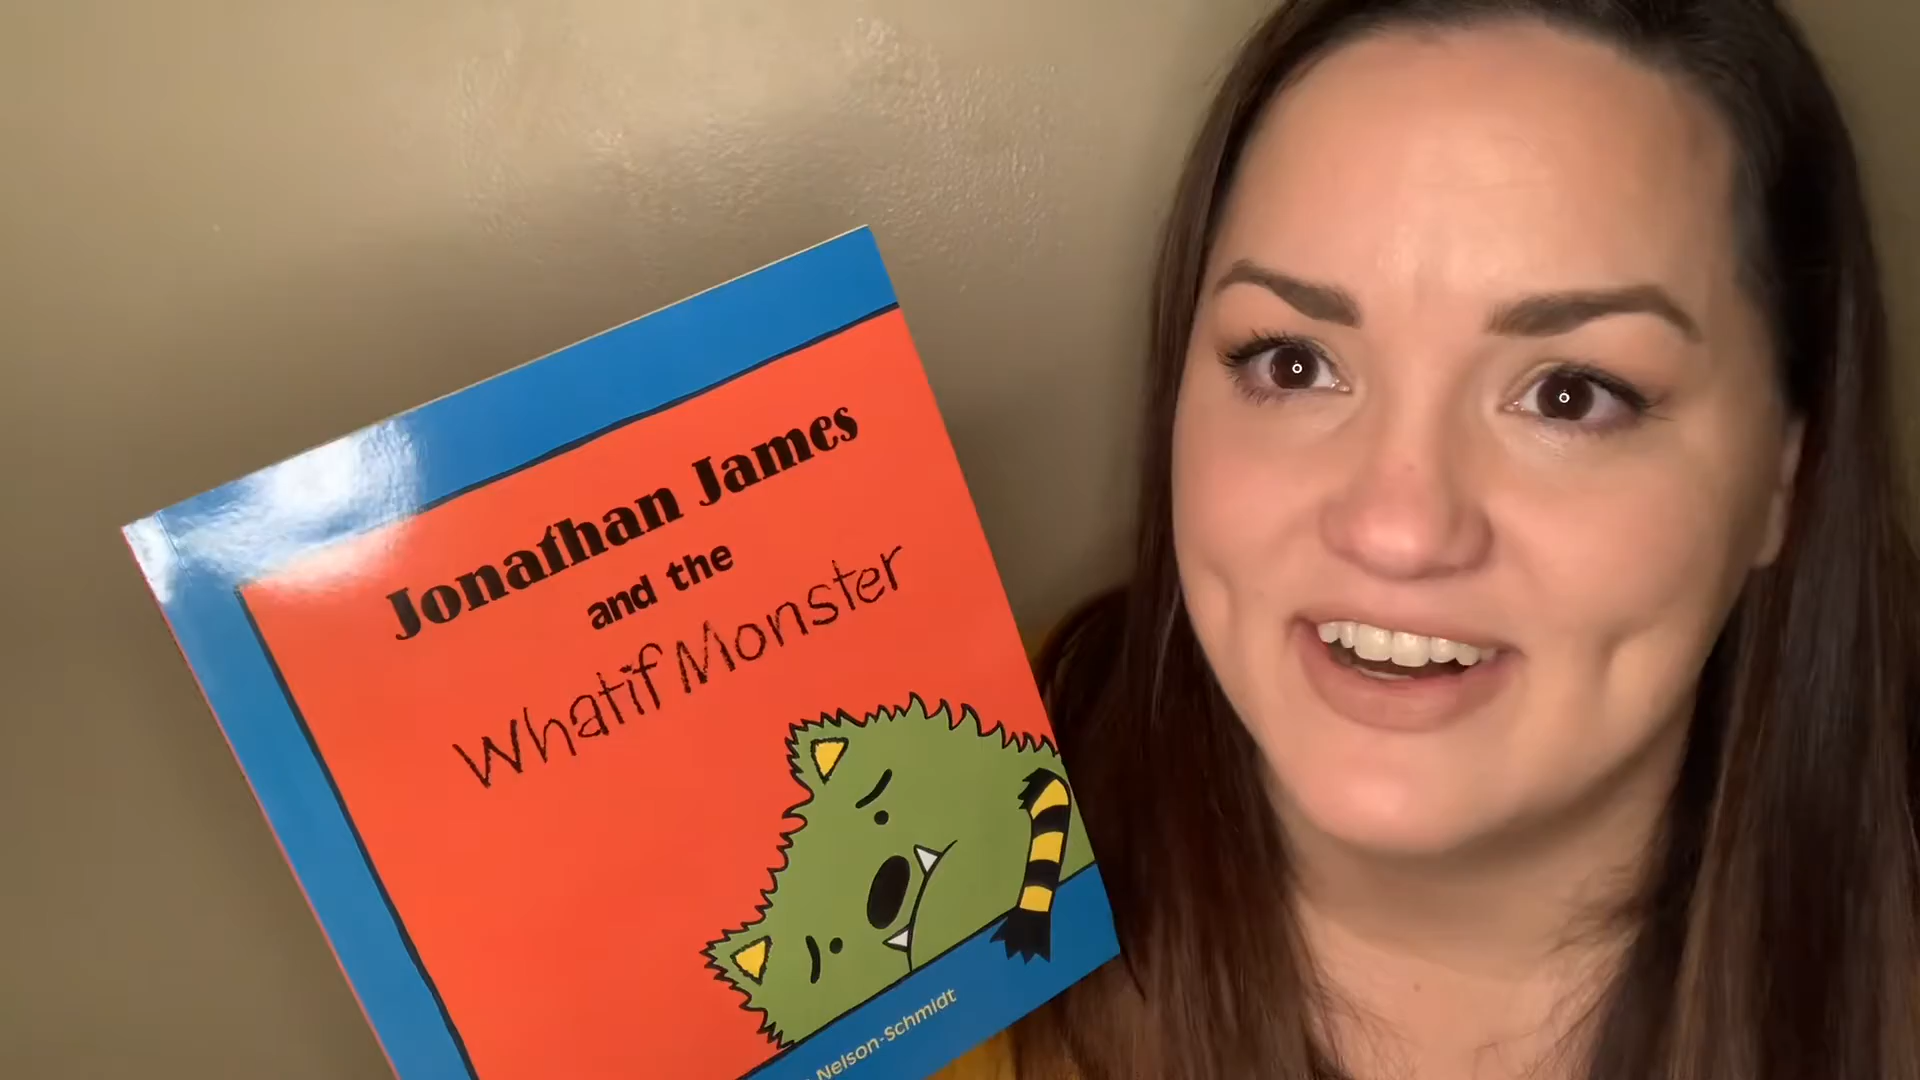 Jonathan James
and the
Whatif Monster
Nelson-Schmidt